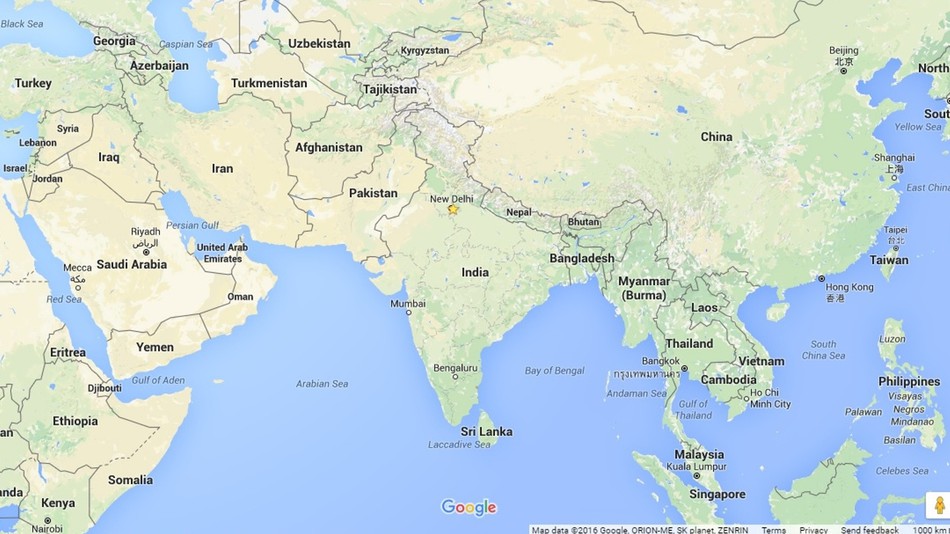 Black Sea
Georgia
Caspian Sea
Uzbekistan
Kyrgyzstan
Beijing
北京
Azerbaijan
Turkey
Turkmenistan
Tajikistan
North
Syria
Lebanon
Iraq
Iran
Afghanistan
China
South
Yellow Sea
Israel
Jordan
Pakistan
New Delhi
Nepal
Bhutan
Shanghai
上海
East China
Persian Gulf
Riyadh
الرياض
Saudi Arabia
United Arab
Emirates
Mecca
مكة
Red Sea
Oman
India
Bangladesh
Myanmar
(Burma)
Taipei
台北
Taiwan
Hong Kong
香港
Mumbai
Laos
Yemen
Eritrea
Thailand
South
China Sea
Luzon
Bengaluru
Bay of Bengal
Bangkok
กรุงเทพมหานคร
Vietnam
Gulf of Aden
Djibouti
Arabian Sea
Andaman Sea
Cambodia
Ho Chi
Minh City
Philippines
Visayas
Negros
Mindanao
Palawan
Basilan
Gulf of
Thailand
Ethiopia
Sri Lanka
Laccadive Sea
Malaysia
Kuala Lumpur
Celebes Sea
Somalia
Singapore
Kenya
Nairobi
Google
Map data ©2016 Google, ORION-ME, SK planet, ZENRIN Terms Privacy Send feedback 1000 km